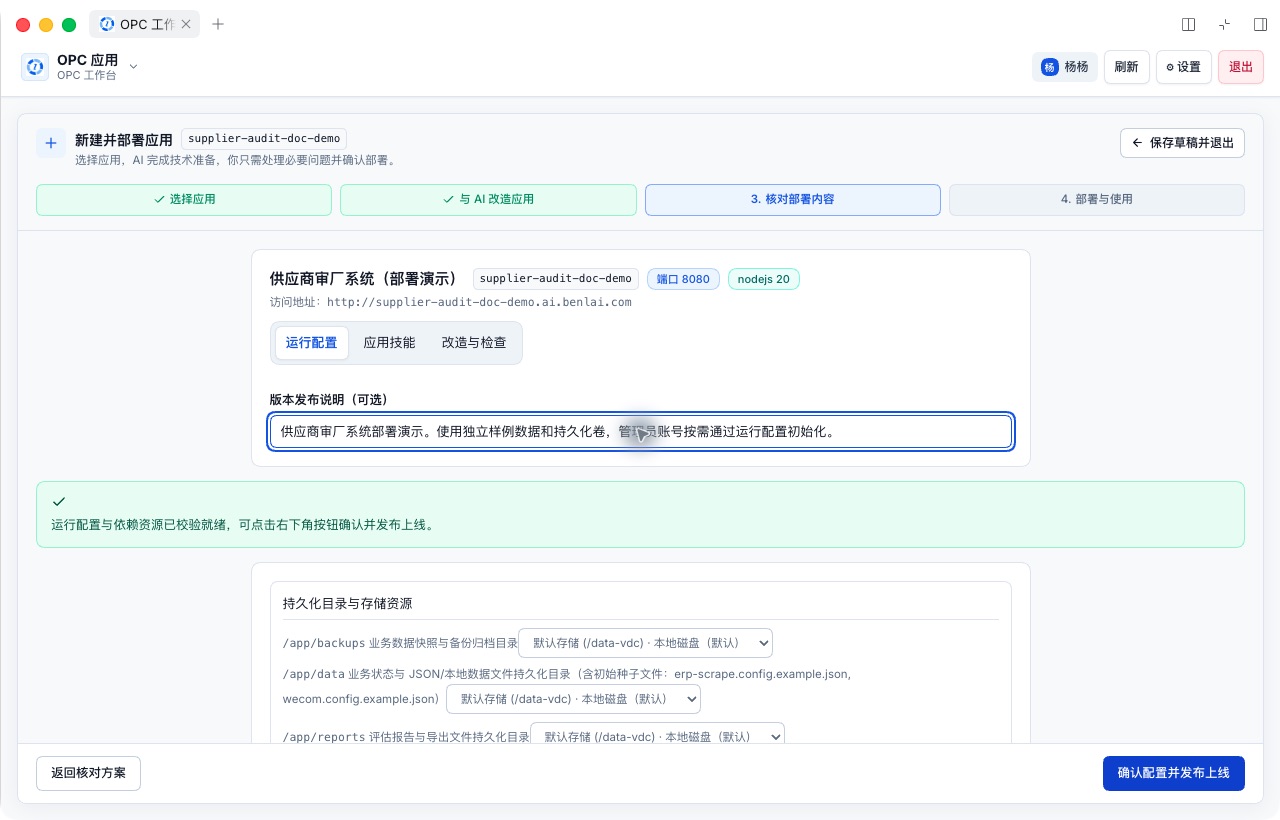 OPC 工作
OPC 应用
OPC 工作台
杨 杨杨
刷新
设置
退出
新建并部署应用 supplier-audit-doc-demo
选择应用，AI 完成技术准备，你只需处理必要问题并确认部署。
← 保存草稿并退出
选择应用
与 AI 改造应用
3. 核对部署内容
4. 部署与使用
供应商审厂系统（部署演示） supplier-audit-doc-demo 端口 8080 nodejs 20
访问地址：http://supplier-audit-doc-demo.ai.benlai.com
运行配置 应用技能 改造与检查
版本发布说明（可选）
供应商审厂系统部署演示。使用独立样例数据和持久化卷，管理员账号按需通过运行配置初始化。
运行配置与依赖资源已校验就绪，可点击右下角按钮确认并发布上线。
持久化目录与存储资源
/app/backups 业务数据快照与备份归档目录 默认存储 (/data-vdc) · 本地磁盘（默认）
/app/data 业务状态与 JSON/本地数据文件持久化目录（含初始种子文件：erp-scrape.config.example.json,
wecom.config.example.json） 默认存储 (/data-vdc) · 本地磁盘（默认）
/app/reports 评估报告与导出文件持久化目录 默认存储 (/data-vdc) · 本地磁盘（默认）
返回核对方案
确认配置并发布上线